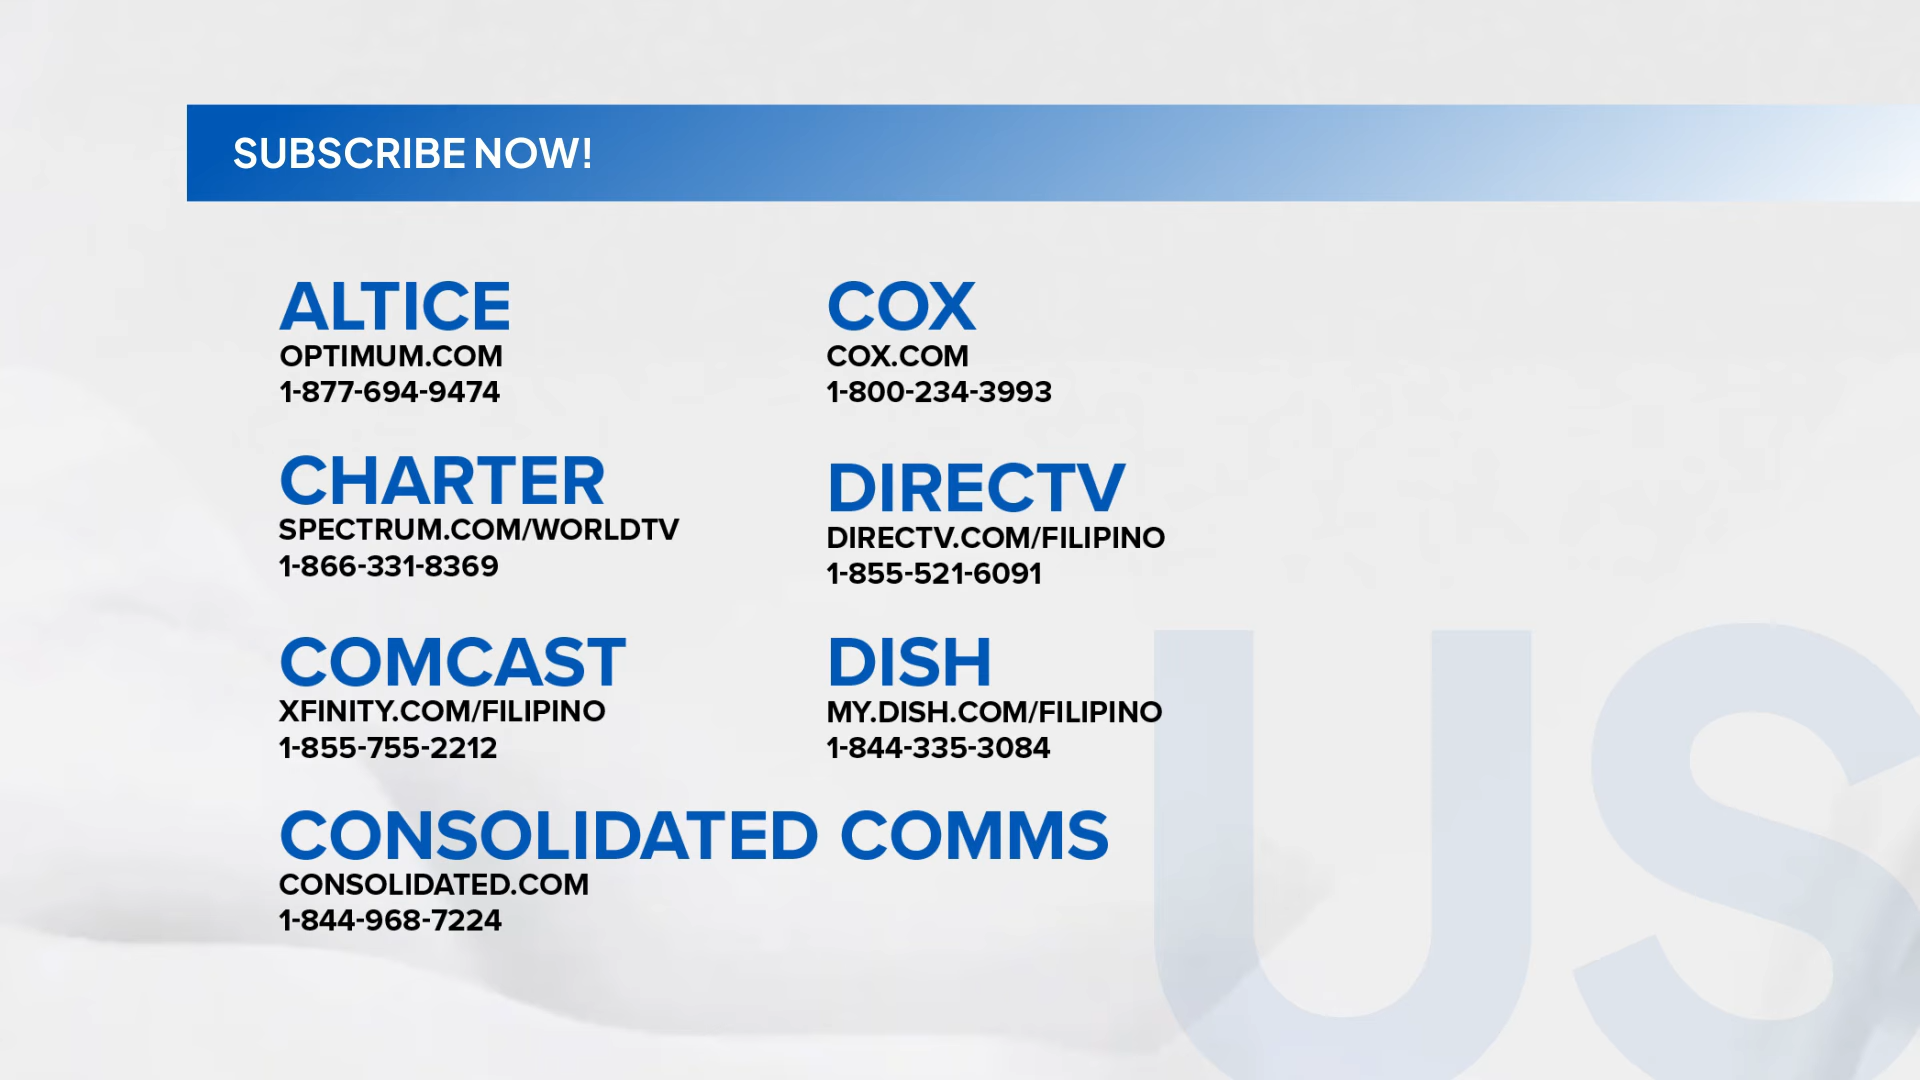 SUBSCRIBE NOW!
ALTICE
OPTIMUM.COM
1-877-694-9474
CHARTER
SPECTRUM.COM/WORLDTV
1-866-331-8369
COMCAST
XFINITY.COM/FILIPINO
1-855-755-2212
CONSOLIDATED COMMS
CONSOLIDATED.COM
1-844-968-7224
COX
COX.COM
1-800-234-3993
DIRECTV
DIRECTV.COM/FILIPINO
1-855-521-6091
DISH
MY.DISH.COM/FILIPINO
1-844-335-3084
US